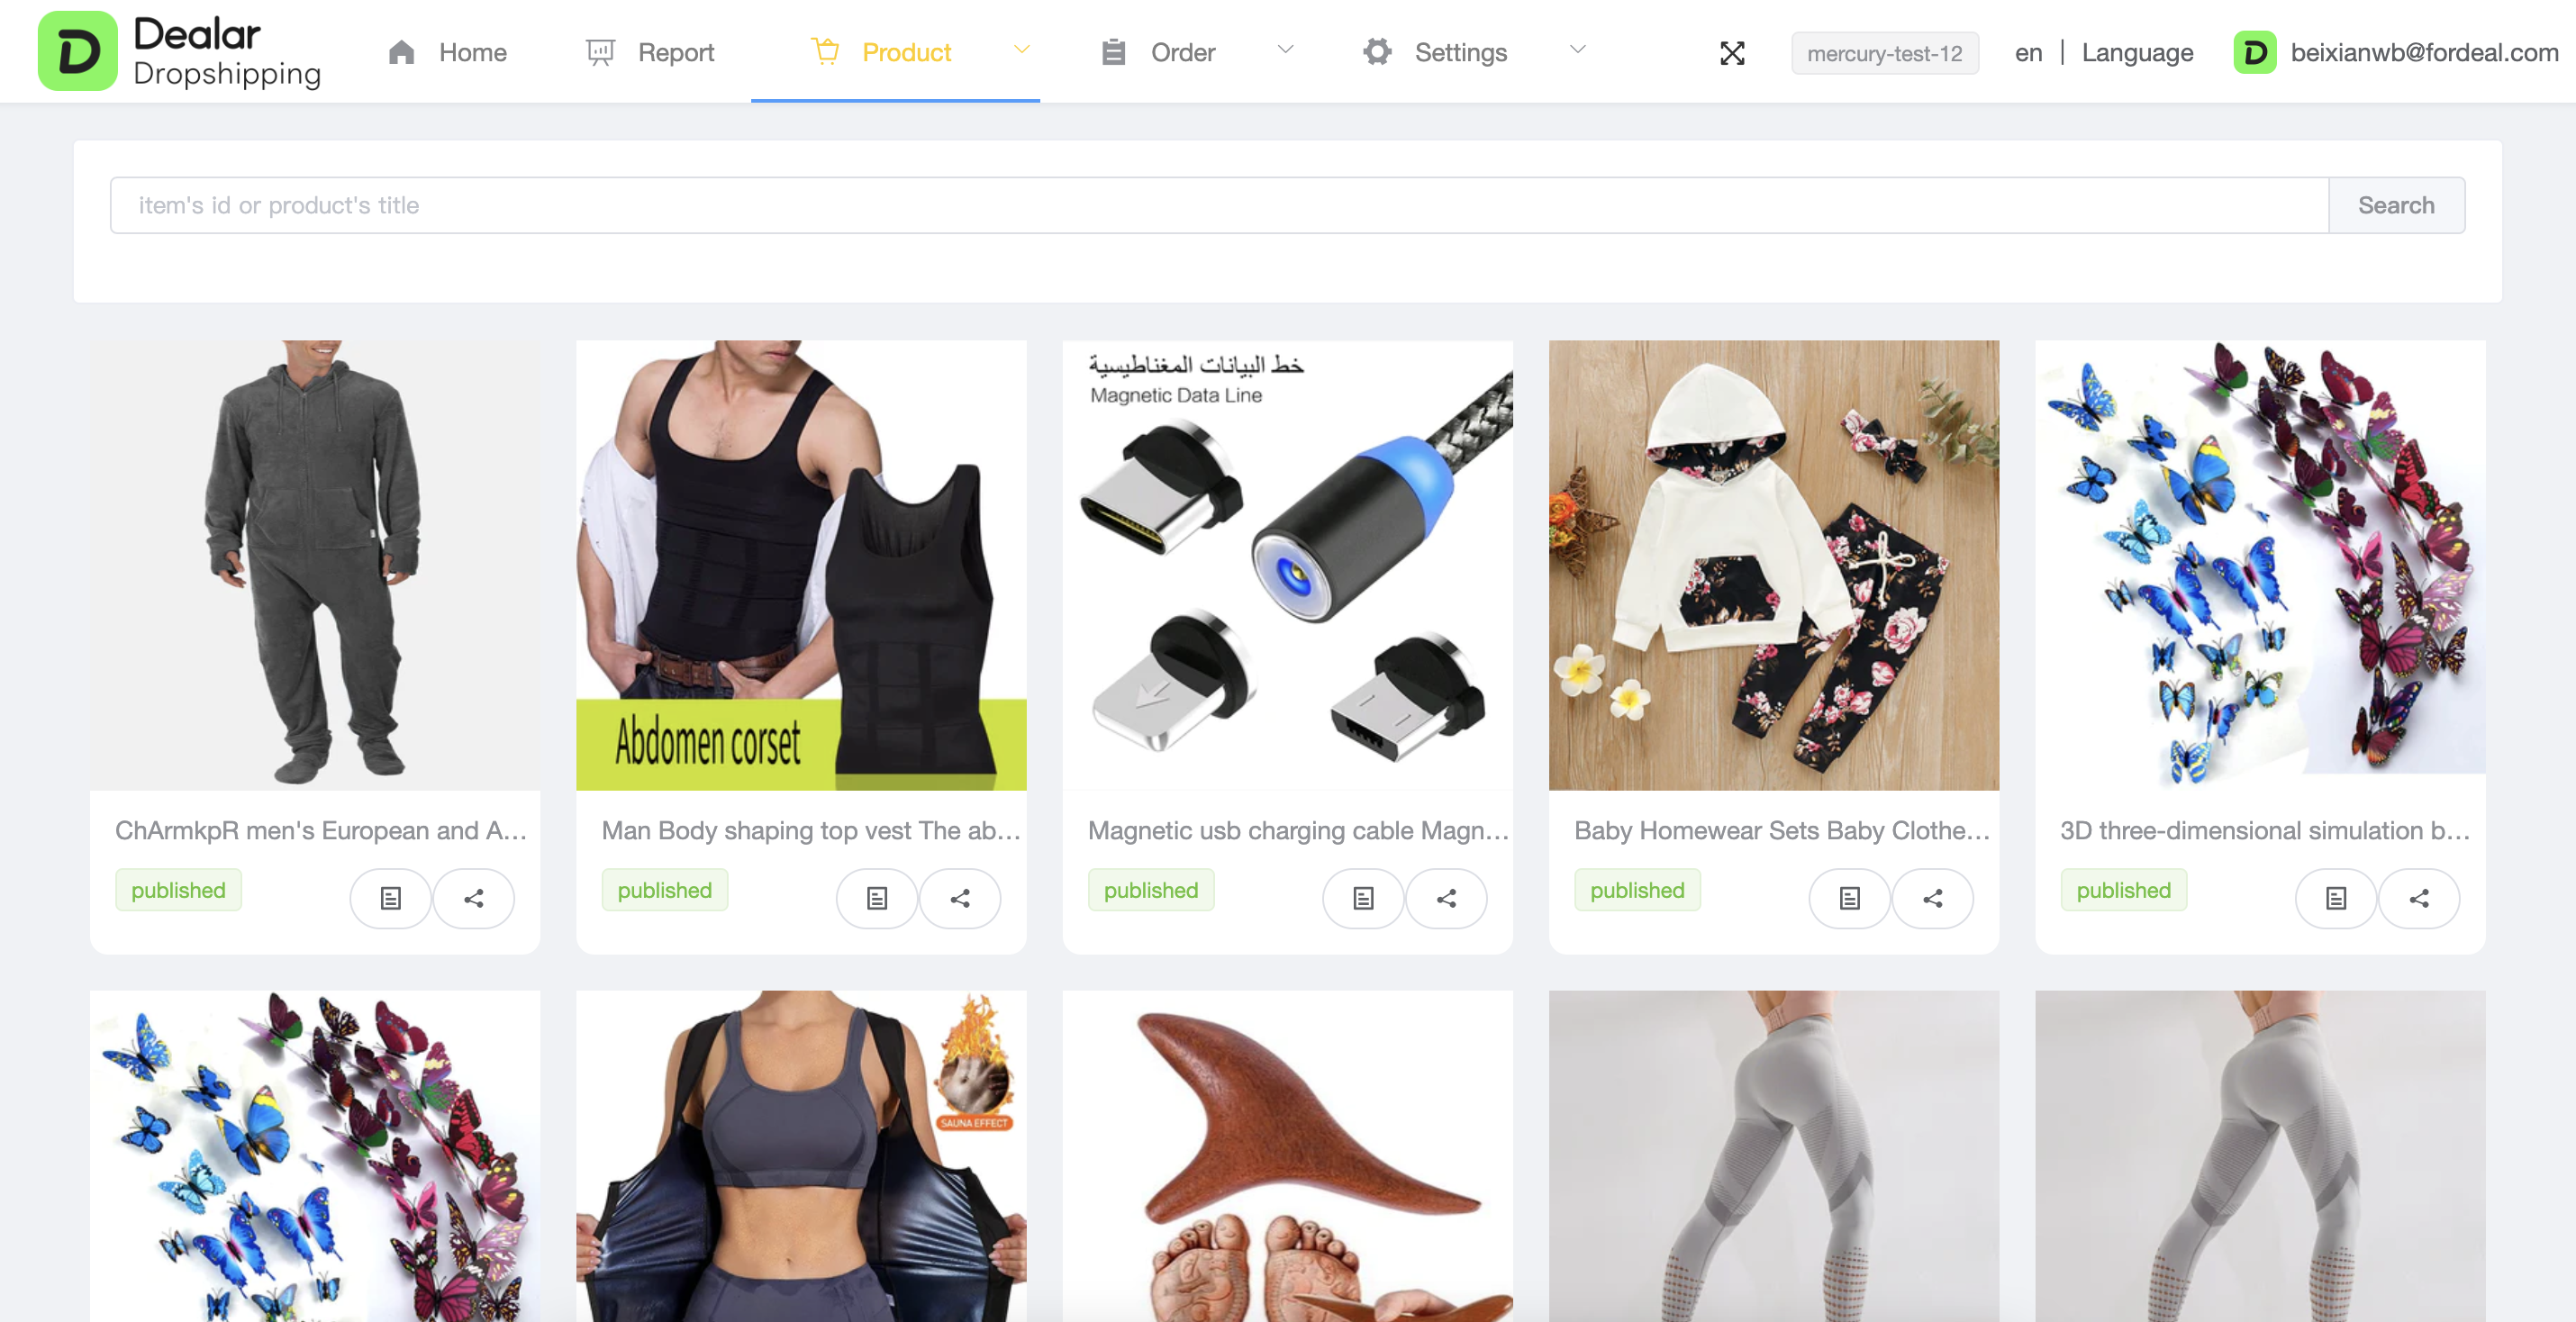 Dealar
Dropshipping
Home
Report
Product
Order
Settings
mercury-test-12
en | Language
beixianwb@fordeal.com
item's id or product's title
Search
خط البيانات المغناطيسية
Magnetic Data Line
Abdomen corset
ChArmkpR men's European and A...
Man Body shaping top vest The ab...
Magnetic usb charging cable Magn...
Baby Homewear Sets Baby Clothe...
3D three-dimensional simulation b...
published
published
published
published
published
SAUNA EFFECT